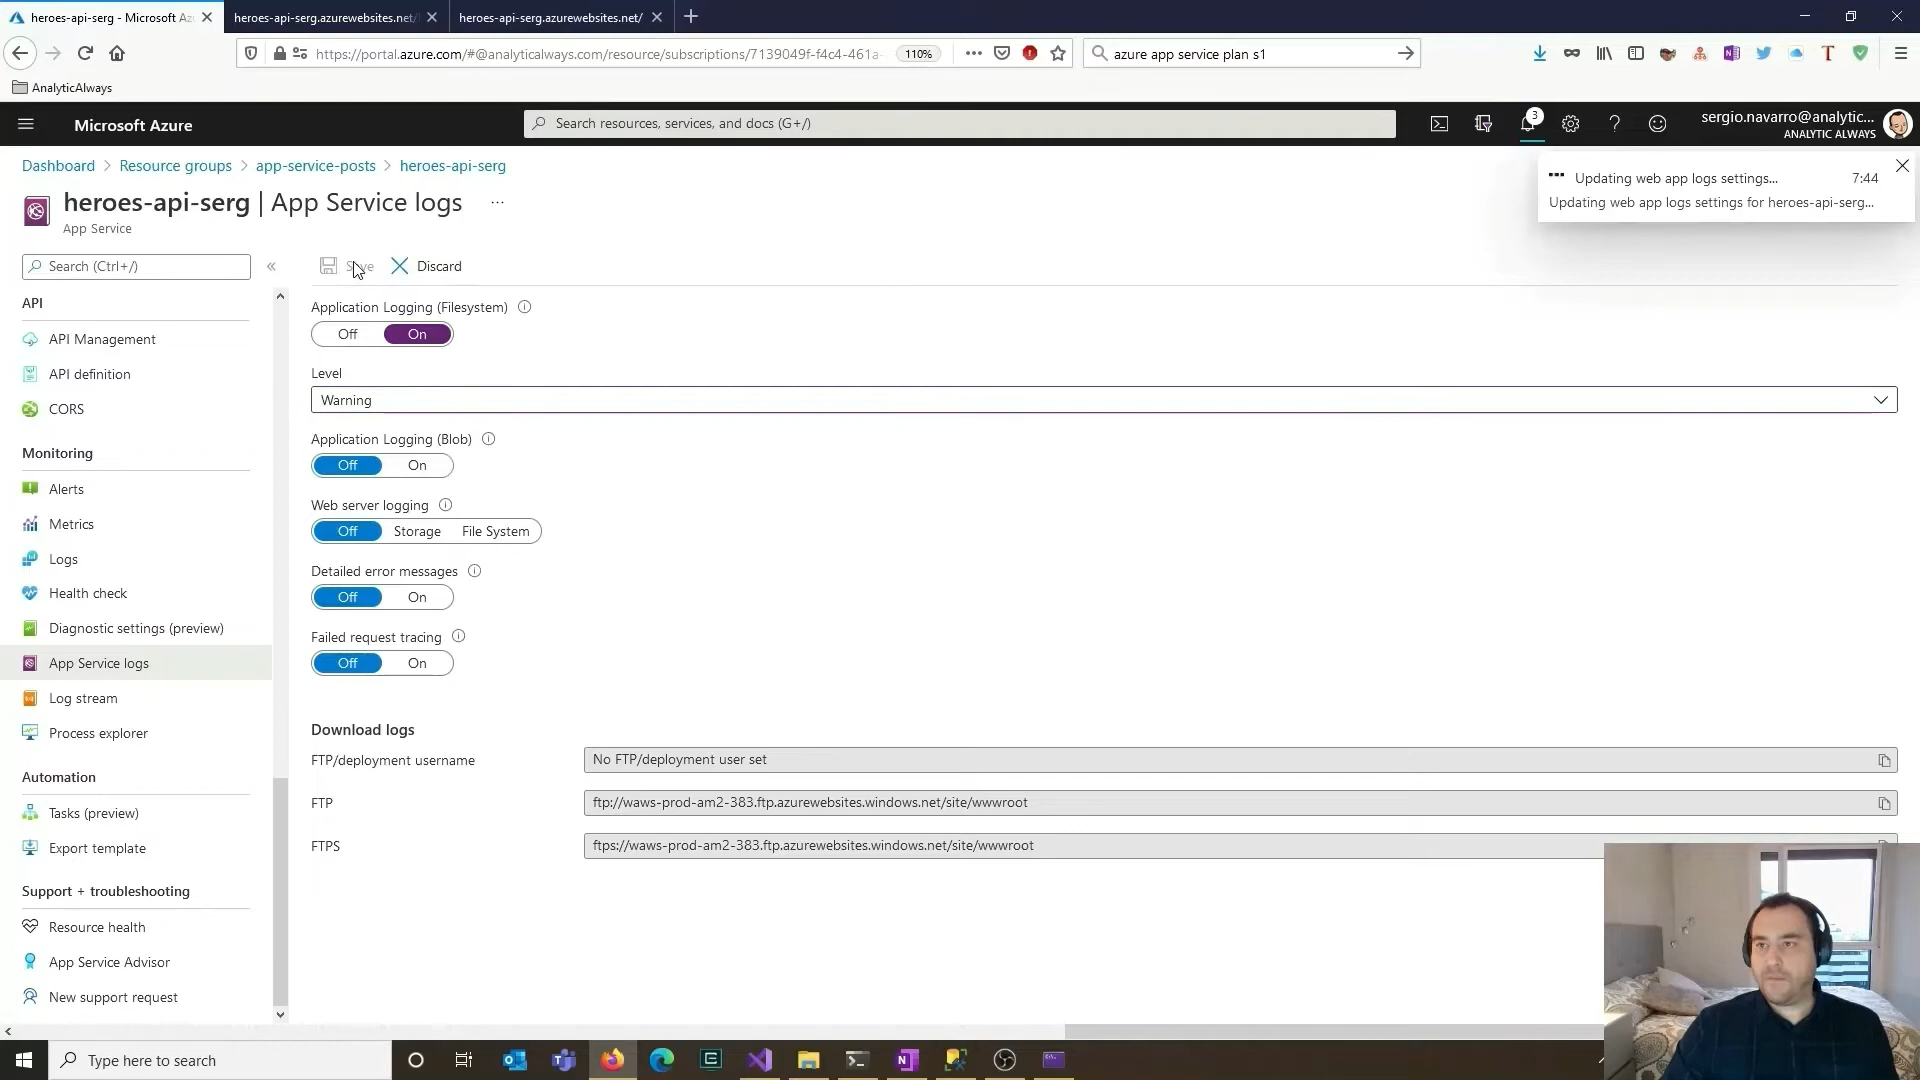 heroes-api-serg - Microsoft Az
heroes-api-serg.azurewebsites.net/
heroes-api-serg.azurewebsites.net/
https://portal.azure.com/#@analyticalways.com/resource/subscriptions/7139049f-f4c4-461a-
110%
azure app service plan s1
AnalyticAlways
Microsoft Azure
Search resources, services, and docs (G+/)
3
sergio.navarro@analytic...
ANALYTIC ALWAYS
Dashboard > Resource groups > app-service-posts > heroes-api-serg
Updating web app logs settings...
7:44
Updating web app logs settings for heroes-api-serg...
heroes-api-serg | App Service logs ...
App Service
Search (Ctrl+/)
«
Save
Discard
API
API Management
API definition
CORS
Monitoring
Alerts
Metrics
Logs
Health check
Diagnostic settings (preview)
App Service logs
Log stream
Process explorer
Automation
Tasks (preview)
Export template
Support + troubleshooting
Resource health
App Service Advisor
New support request
Application Logging (Filesystem)
Off On
Level
Warning
Application Logging (Blob)
Off On
Web server logging
Off Storage File System
Detailed error messages
Off On
Failed request tracing
Off On
Download logs
FTP/deployment username
No FTP/deployment user set
FTP
ftp://waws-prod-am2-383.ftp.azurewebsites.windows.net/site/wwwroot
FTPS
ftps://waws-prod-am2-383.ftp.azurewebsites.windows.net/site/wwwroot
Type here to search